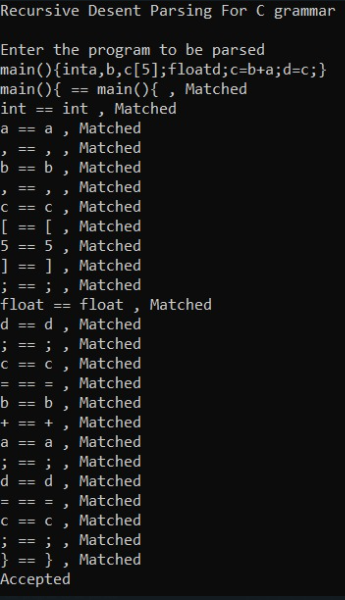 Recursive Desent Parsing For C grammar
Enter the program to be parsed
main(){inta,b,c[5];floatd;c=b+a;d=c;}
main(){ == main(){ , Matched
int == int , Matched
a == a , Matched
, == , , Matched
b == b , Matched
, == , , Matched
c == c , Matched
[ == [ , Matched
5 == 5 , Matched
] == ] , Matched
; == ; , Matched
float == float , Matched
d == d , Matched
; == ; , Matched
c == c , Matched
= == = , Matched
b == b , Matched
+ == + , Matched
a == a , Matched
; == ; , Matched
d == d , Matched
= == = , Matched
c == c , Matched
; == ; , Matched
} == } , Matched
Accepted